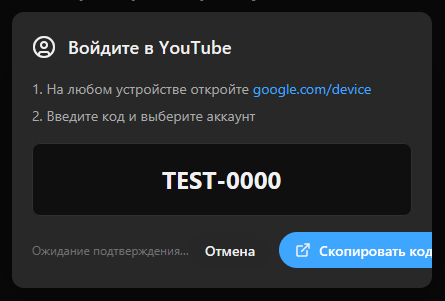 Войдите в YouTube
1. На любом устройстве откройте google.com/device
2. Введите код и выберите аккаунт
TEST-0000
Ожидание подтверждения... Отмена Скопировать код